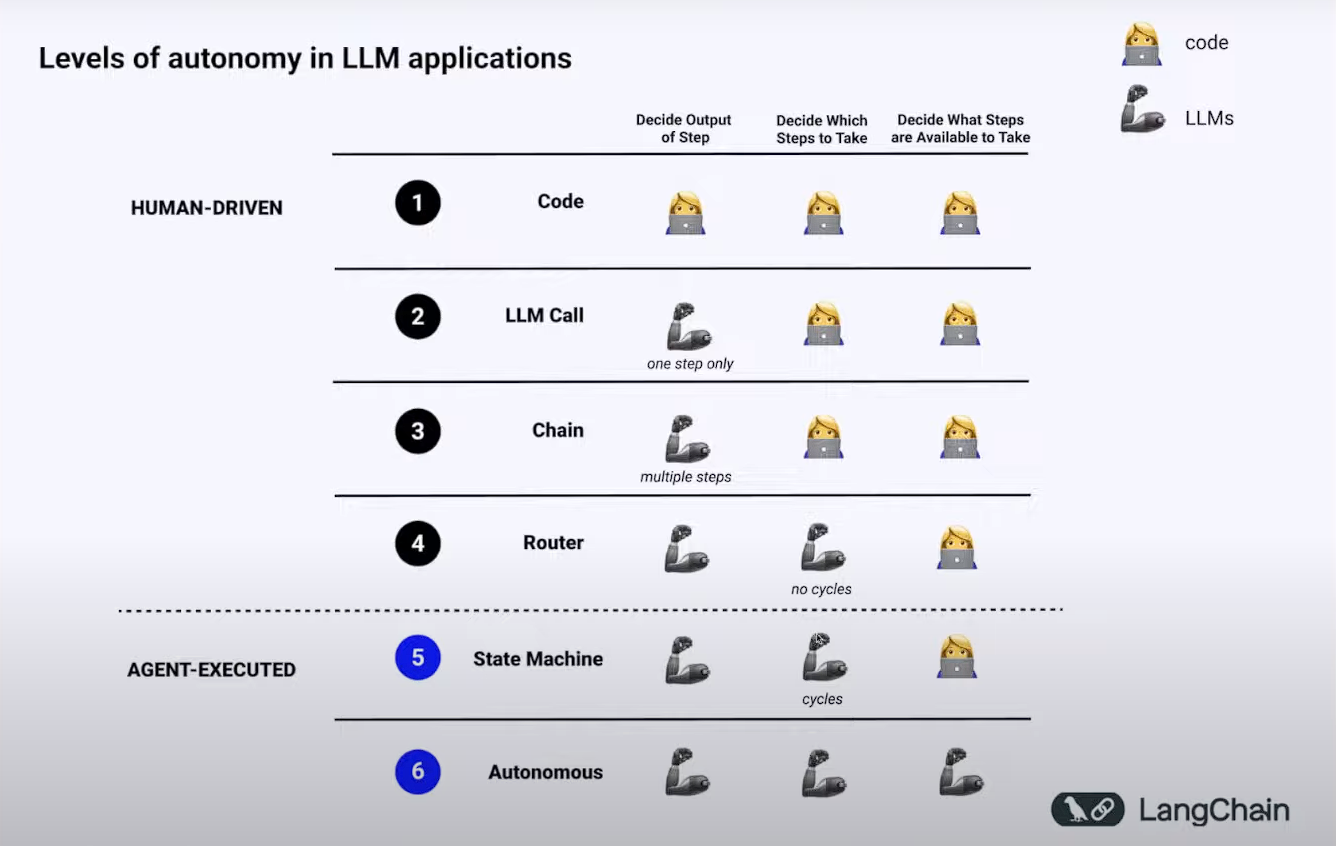 Levels of autonomy in LLM applications
code
LLMs
Decide Output
of Step
Decide Which
Steps to Take
Decide What Steps
are Available to Take
HUMAN-DRIVEN
1
Code
2
LLM Call
one step only
3
Chain
multiple steps
4
Router
no cycles
AGENT-EXECUTED
5
State Machine
cycles
6
Autonomous
LangChain